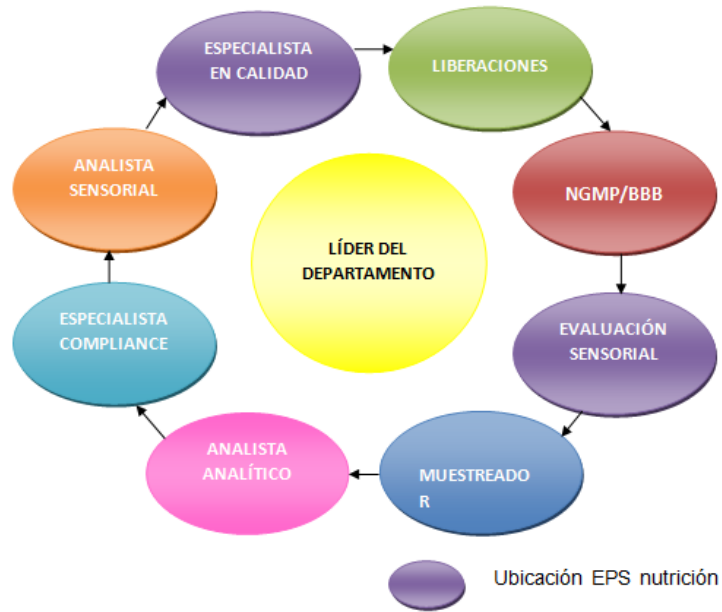 ESPECIALISTA
EN CALIDAD
LIBERACIONES
NGMP/BBB
EVALUACIÓN
SENSORIAL
MUESTREADO
R
ANALISTA
ANALÍTICO
ESPECIALISTA
COMPLIANCE
ANALISTA
SENSORIAL
LÍDER DEL
DEPARTAMENTO
Ubicación EPS nutrición